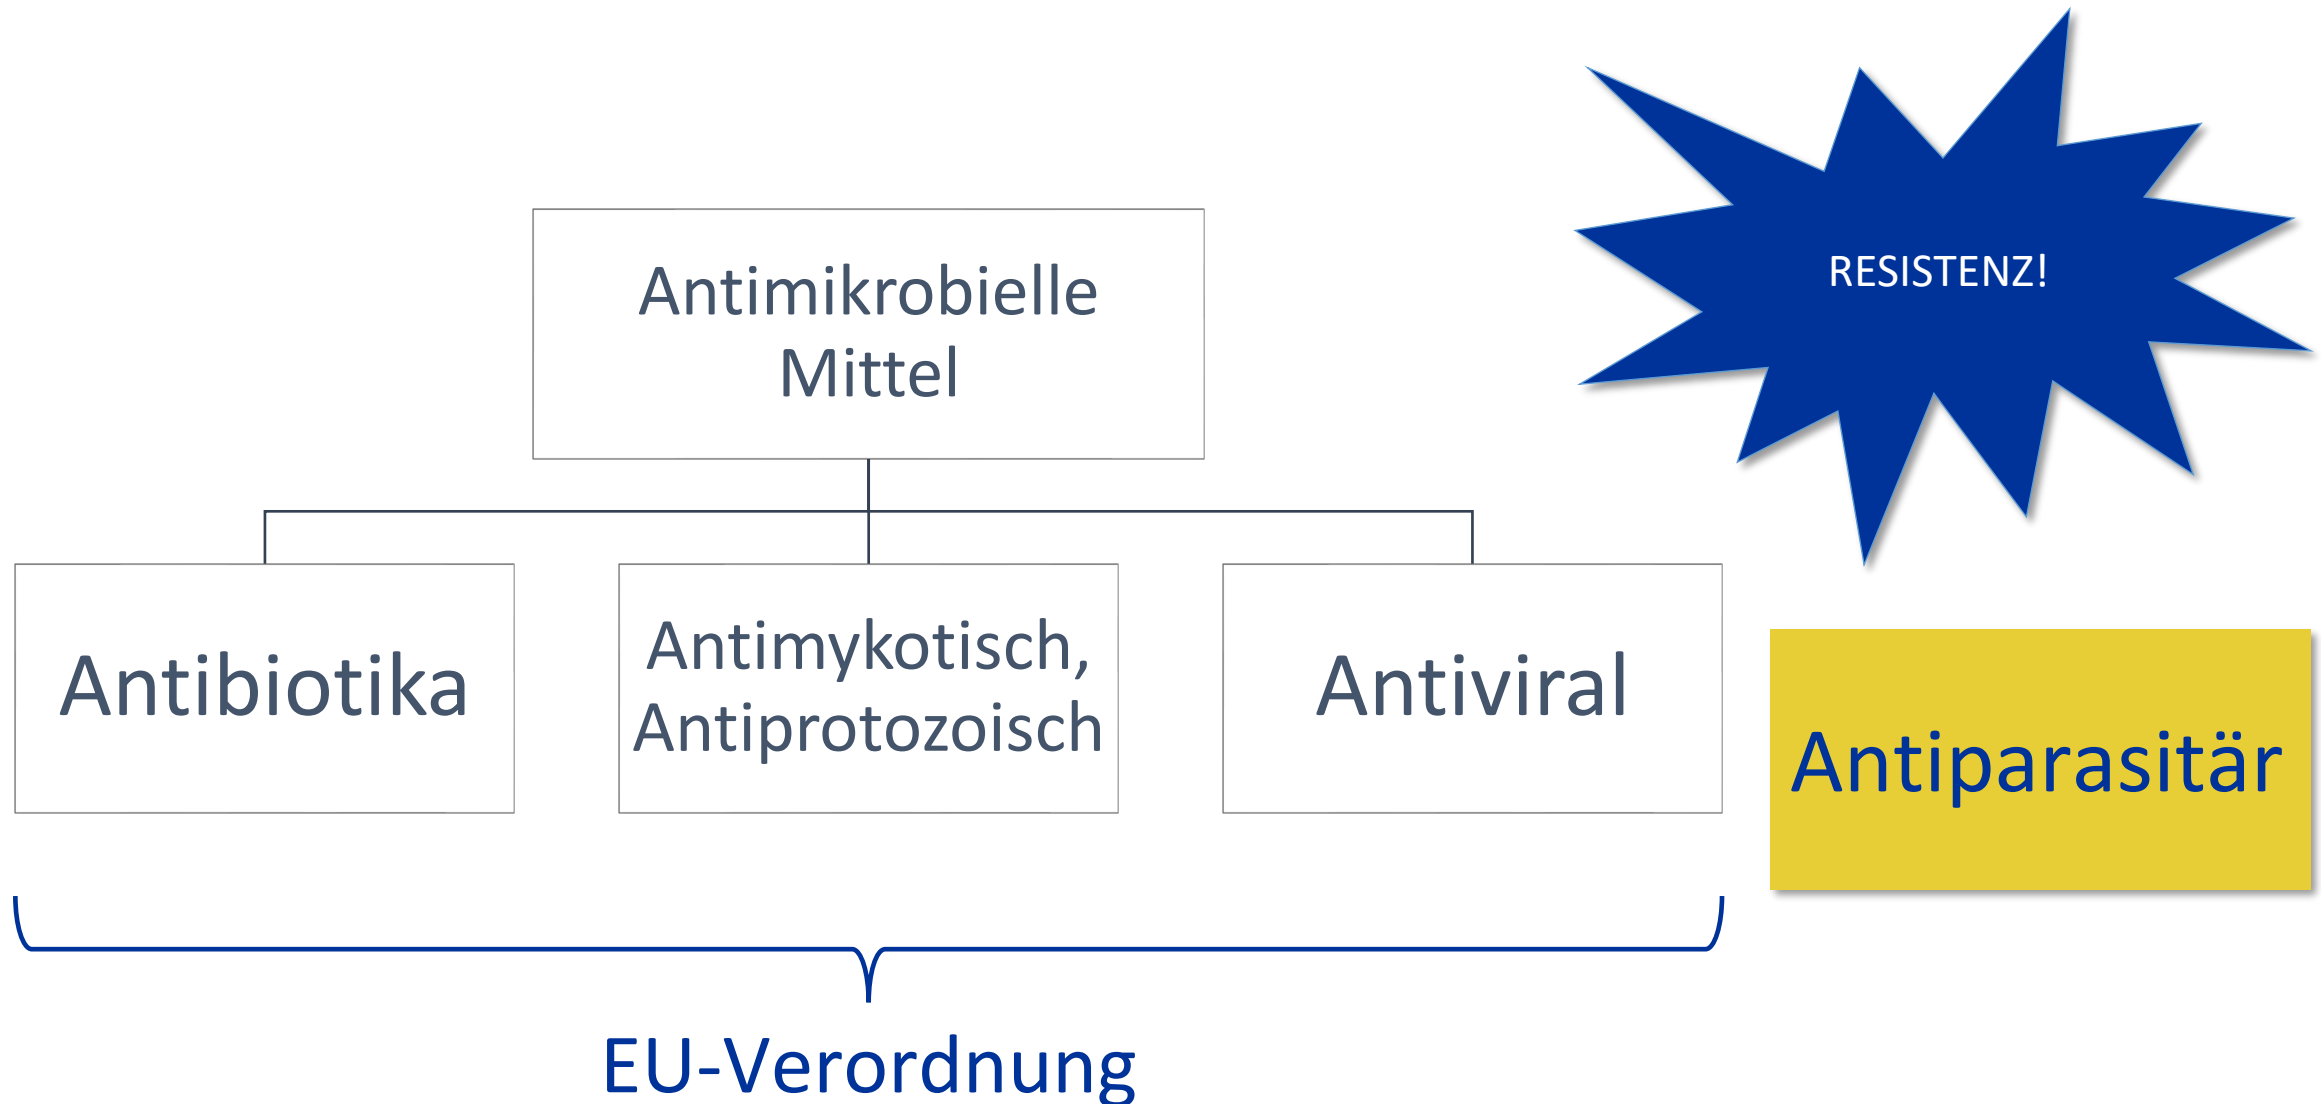 RESISTENZ!
Antimikrobielle
Mittel
Antibiotika
Antimykotisch,
Antiprotozoisch
Antiviral
Antiparasitär
EU-Verordnung